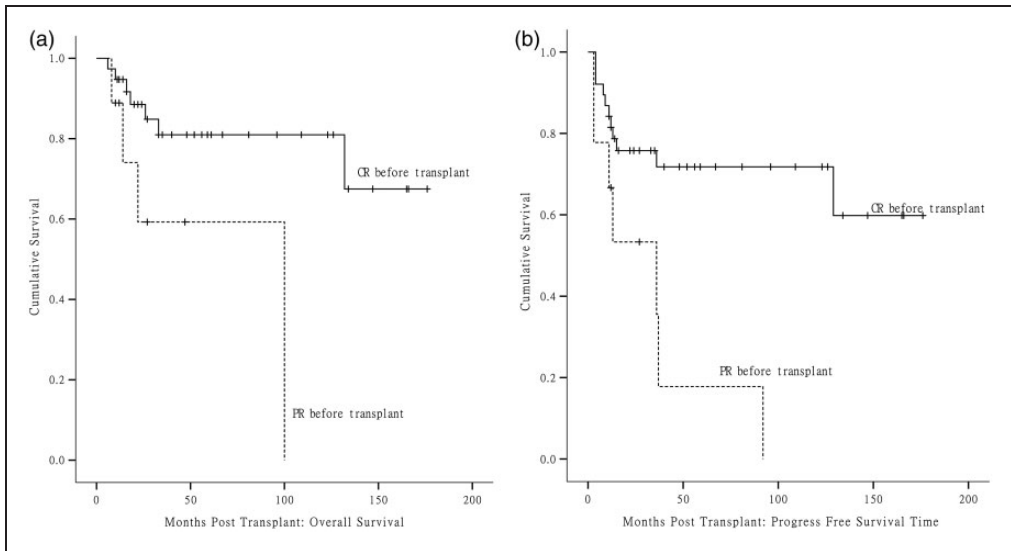 (a)
1.0
0.8
0.6
0.4
0.2
0.0
Cumulative Survival
CR before transplant
PR before transplant
0
50
100
150
200
Months Post Transplant: Overall Survival
(b)
1.0
0.8
0.6
0.4
0.2
0.0
Cumulative Survival
CR before transplant
PR before transplant
0
50
100
150
200
Months Post Transplant: Progress Free Survival Time